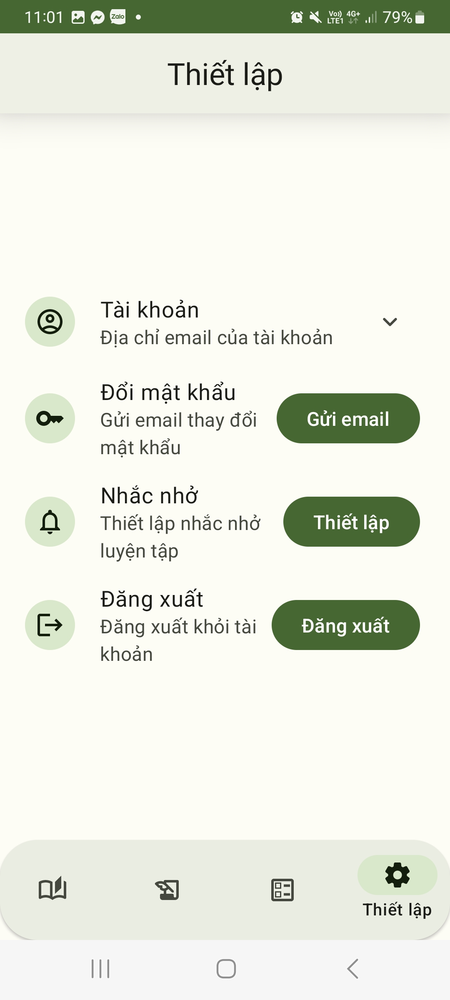 11:01 Zalo Vo)) LTE1 4G+ 79%
Thiết lập
Tài khoản
Địa chỉ email của tài khoản
Đổi mật khẩu
Gửi email thay đổi
mật khẩu
Gửi email
Nhắc nhở
Thiết lập nhắc nhở
luyện tập
Thiết lập
Đăng xuất
Đăng xuất khỏi tài
khoản
Đăng xuất
Thiết lập